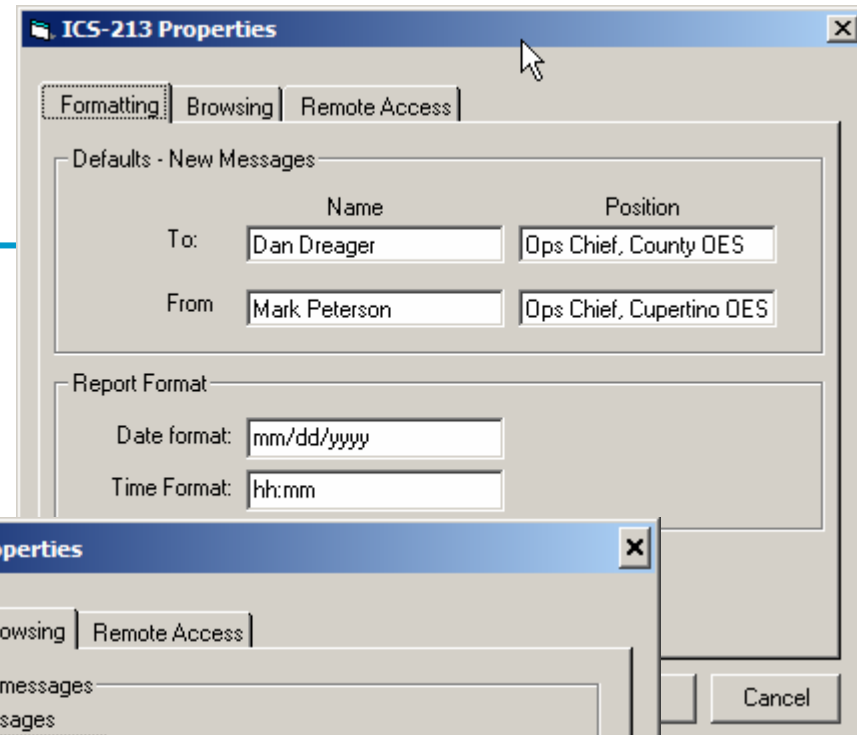 ICS-213 Properties
Formatting Browsing Remote Access
Defaults - New Messages
Name Position
To: Dan Dreager Ops Chief, County OES
From Mark Peterson Ops Chief, Cupertino OES
Report Format
Date format: mm/dd/yyyy
Time Format: hh:mm
Cancel
operties
owsing Remote Access
messages
sages